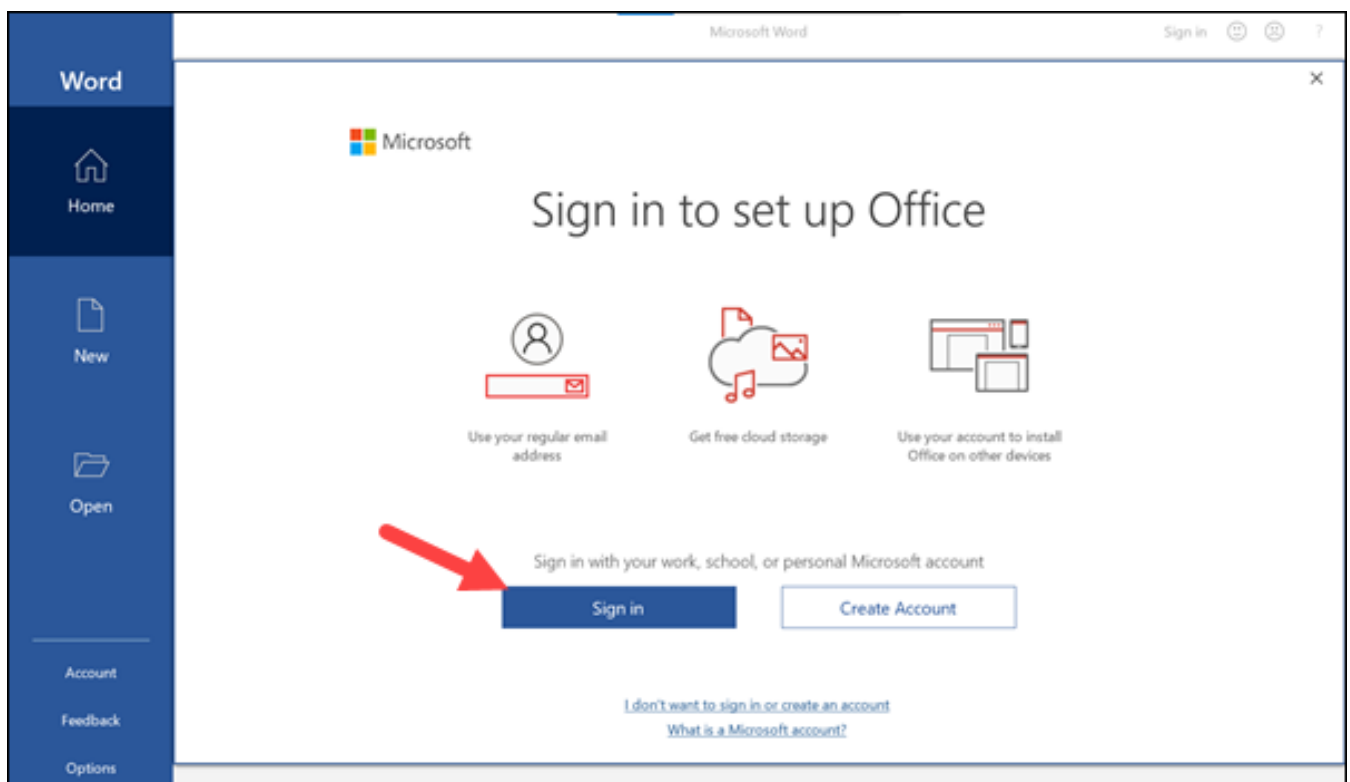 Microsoft Word
Sign in
?
Word
Home
New
Open
Account
Feedback
Options
Microsoft
Sign in to set up Office
Use your regular email
address
Get free cloud storage
Use your account to install
Office on other devices
Sign in with your work, school, or personal Microsoft account
Sign in
Create Account
I don't want to sign in or create an account
What is a Microsoft account?